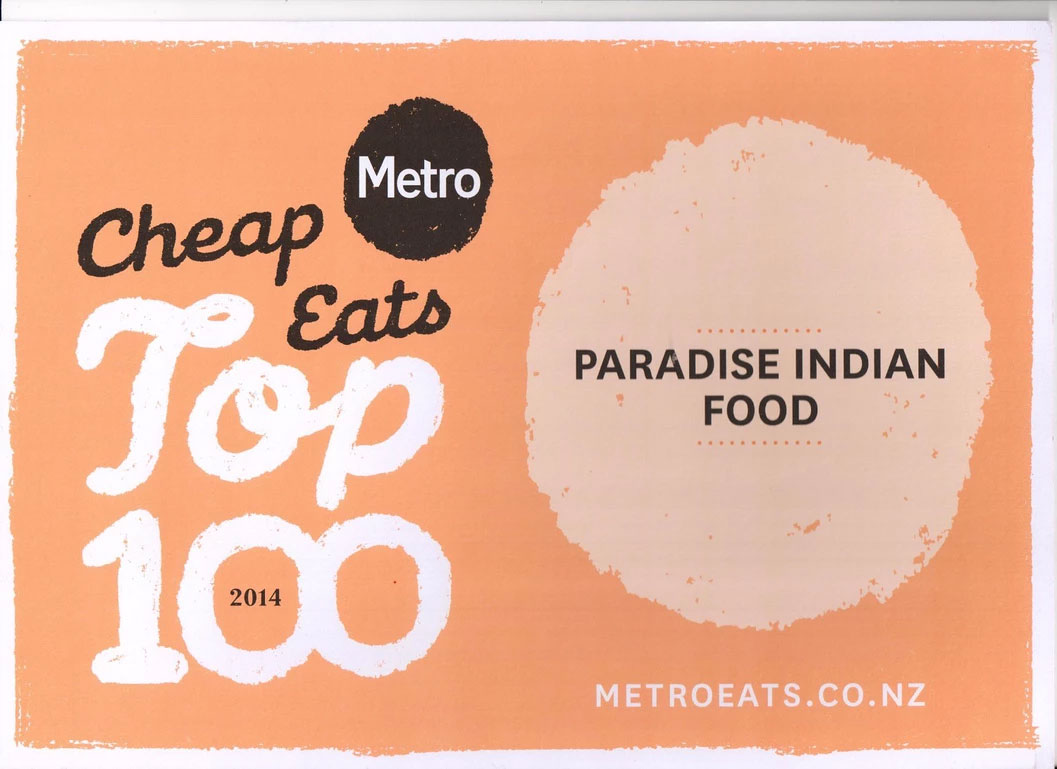 Metro
Cheap
Eats
Top
100
2014
PARADISE INDIAN
FOOD
METROEATS.CO.NZ